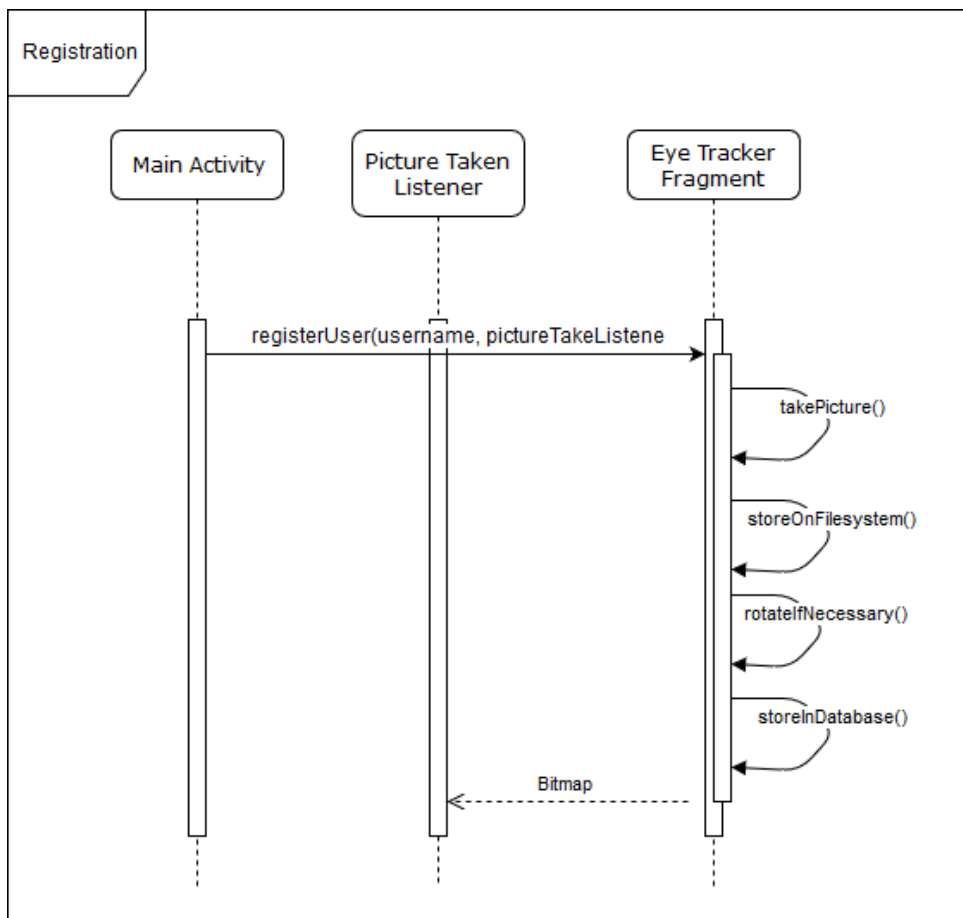 Registration
Main Activity
Picture Taken
Listener
Eye Tracker
Fragment
registerUser(username, pictureTakeListene
takePicture()
storeOnFilesystem()
rotateIfNecessary()
storeInDatabase()
Bitmap